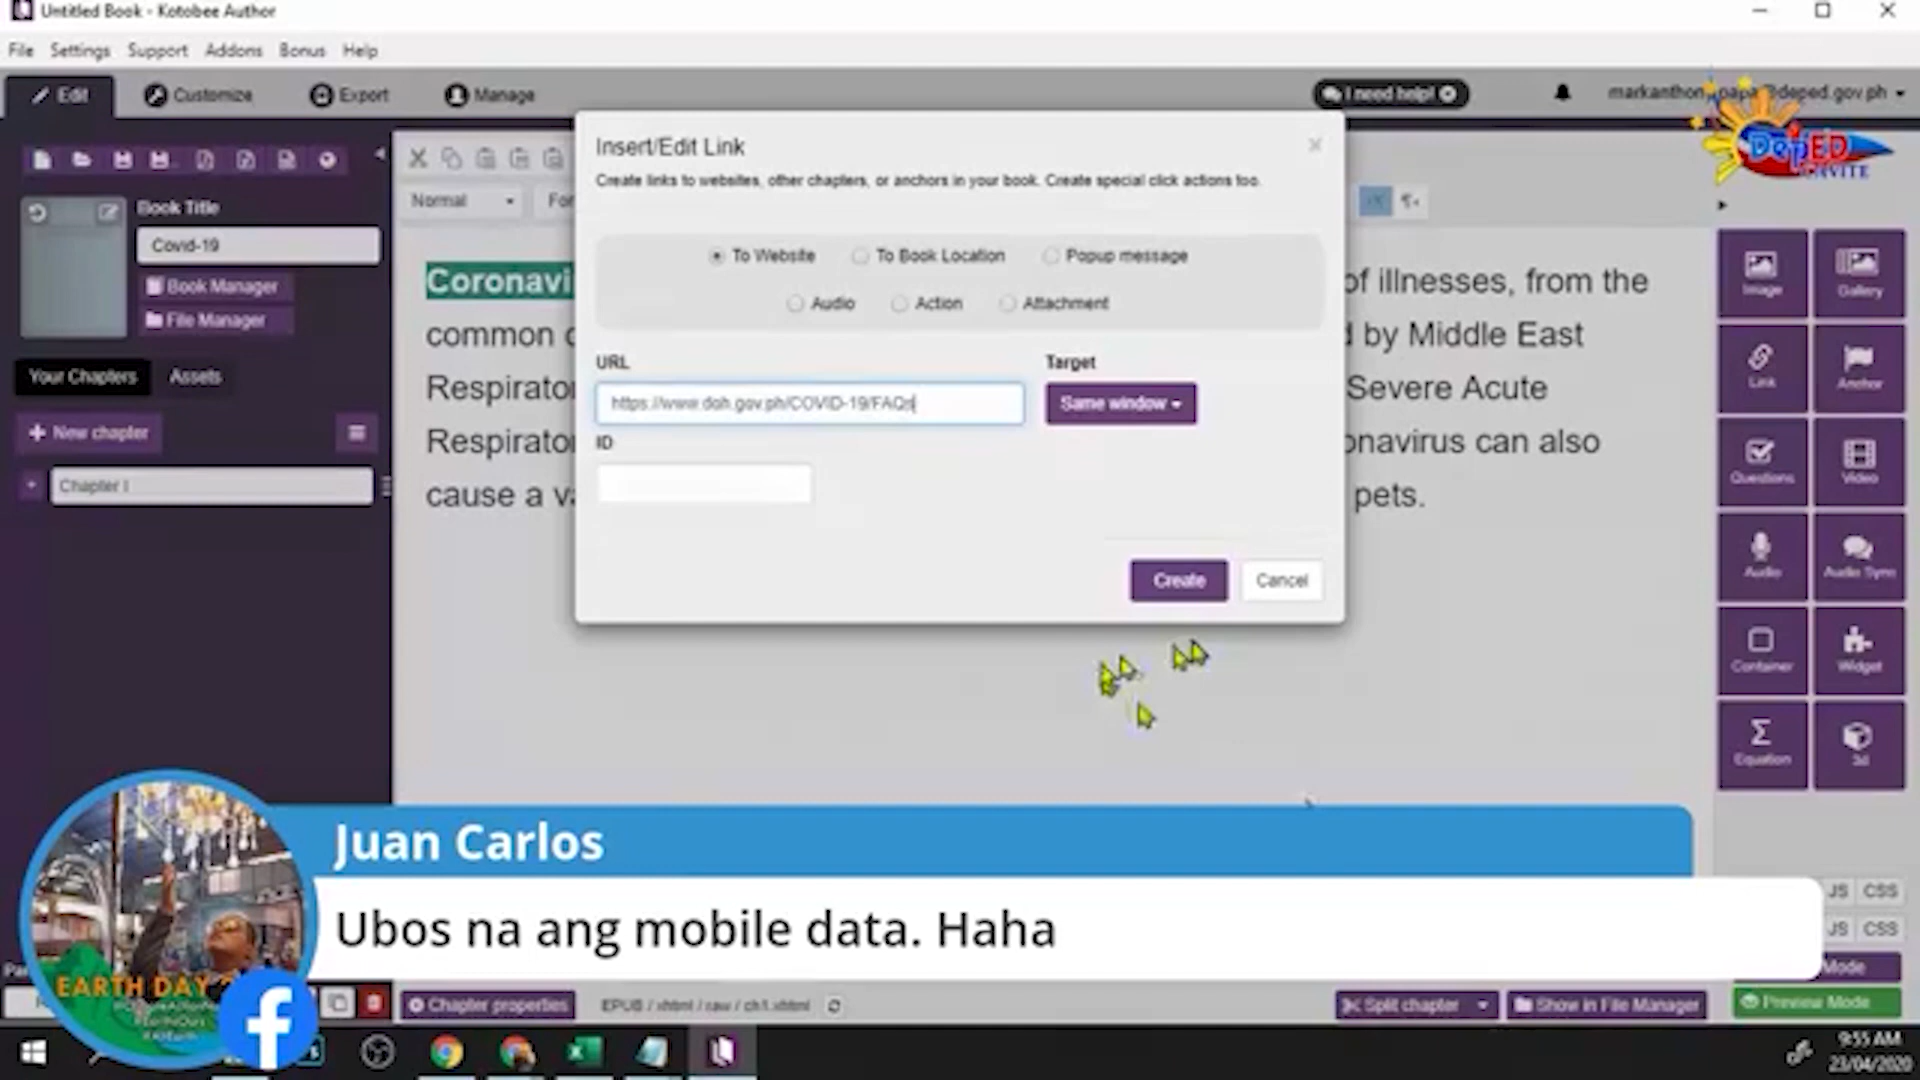 Untitled Book - Kotobee Author
File Settings Support Addons Bonus Help
Edit Customize Export Manage
I need help!
DepED
Book Title
Covid-19
Book Manager
File Manager
Your Chapters Assets
New chapter
Chapter I
Normal
Coronavi
of illnesses, from the
common
by Middle East
Respirator
Severe Acute
Respirator
onavirus can also
cause a va
pets.
Insert/Edit Link
Create links to websites, other chapters, or anchors in your book. Create special click actions too.
To Website To Book Location Popup message
Audio Action Attachment
URL Target
https://www.doh.gov.ph/COVID-19/FAQs
Same window
ID
Create Cancel
Image Gallery
Link Anchor
Questions Video
Audio Audio Sync
Container Widget
Equation 3d
Juan Carlos
Ubos na ang mobile data. Haha
JS CSS
JS CSS
Mode
EARTH DAY
Chapter properties EPUB / xhtml / raw / ch1.xhtml Split chapter Show in File Manager Preview Mode
9:55 AM
23/04/2020